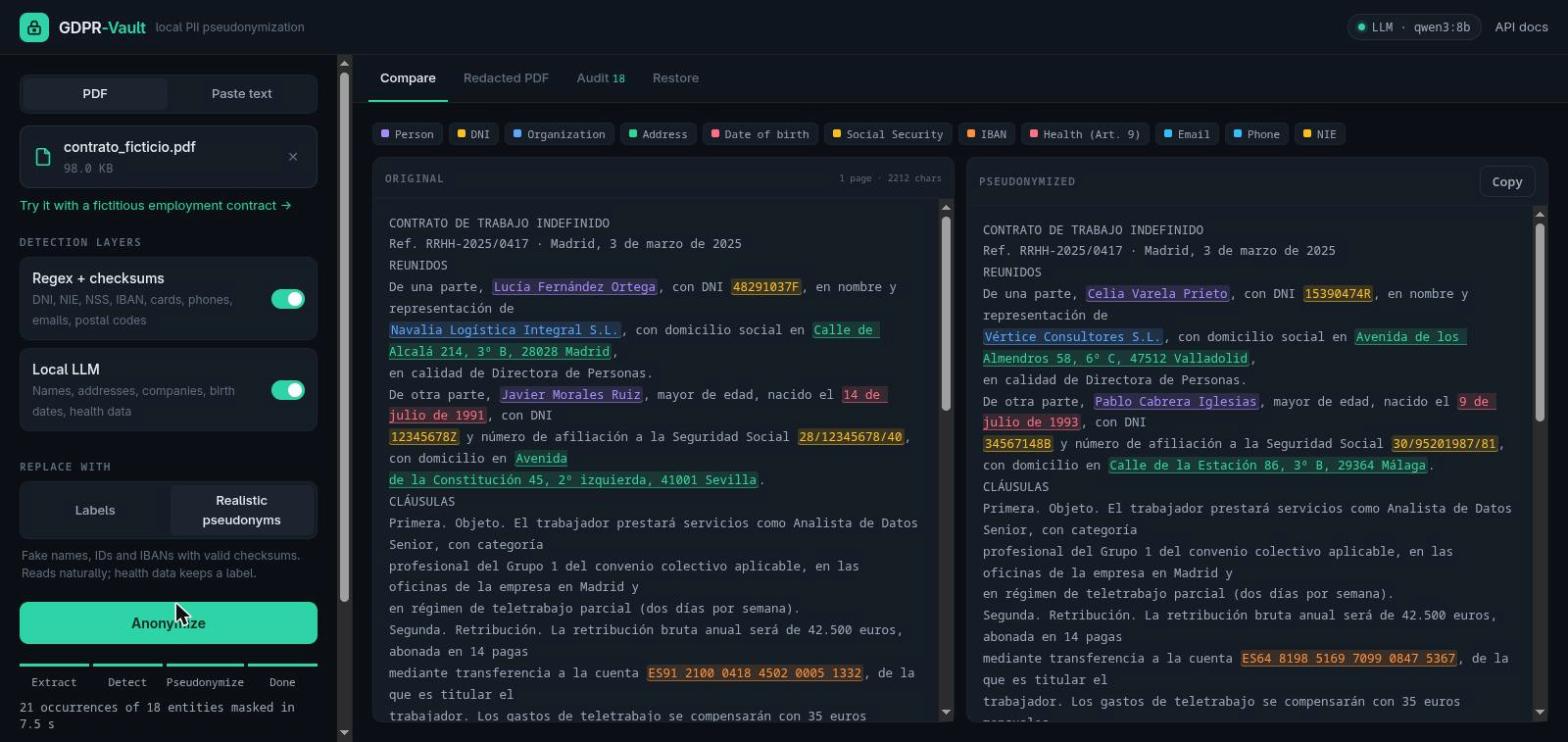 GDPR-Vault local PII pseudonymization
LLM · qwen3:8b API docs
PDF Paste text
contrato_ficticio.pdf
98.0 KB
Try it with a fictitious employment contract →
DETECTION LAYERS
Regex + checksums
DNI, NIE, NSS, IBAN, cards, phones,
emails, postal codes
Local LLM
Names, addresses, companies, birth
dates, health data
REPLACE WITH
Labels
Realistic
pseudonyms
Fake names, IDs and IBANs with valid checksums.
Reads naturally; health data keeps a label.
Anonymize
Extract Detect Pseudonymize Done
21 occurrences of 18 entities masked in
7.5 s
Compare Redacted PDF Audit 18 Restore
Person DNI Organization Address Date of birth Social Security IBAN Health (Art. 9) Email Phone NIE
ORIGINAL 1 page · 2212 chars
CONTRATO DE TRABAJO INDEFINIDO
Ref. RRHH-2025/0417 · Madrid, 3 de marzo de 2025
REUNIDOS
De una parte, Lucía Fernández Ortega, con DNI 48291037F, en nombre y
representación de
Navalia Logística Integral S.L., con domicilio social en Calle de
Alcalá 214, 3º B, 28028 Madrid,
en calidad de Directora de Personas.
De otra parte, Javier Morales Ruiz, mayor de edad, nacido el 14 de
julio de 1991, con DNI
12345678Z y número de afiliación a la Seguridad Social 28/12345678/40,
con domicilio en Avenida
de la Constitución 45, 2º izquierda, 41001 Sevilla.
CLÁUSULAS
Primera. Objeto. El trabajador prestará servicios como Analista de Datos
Senior, con categoría
profesional del Grupo 1 del convenio colectivo aplicable, en las
oficinas de la empresa en Madrid y
en régimen de teletrabajo parcial (dos días por semana).
Segunda. Retribución. La retribución bruta anual será de 42.500 euros,
abonada en 14 pagas
mediante transferencia a la cuenta ES91 2100 0418 4502 0005 1332, de la
que es titular el
trabajador. Los gastos de teletrabajo se compensarán con 35 euros
PSEUDONYMIZED Copy
CONTRATO DE TRABAJO INDEFINIDO
Ref. RRHH-2025/0417 · Madrid, 3 de marzo de 2025
REUNIDOS
De una parte, Celia Varela Prieto, con DNI 15390474R, en nombre y
representación de
Vértice Consultores S.L., con domicilio social en Avenida de los
Almendros 58, 6º C, 47512 Valladolid,
en calidad de Directora de Personas.
De otra parte, Pablo Cabrera Iglesias, mayor de edad, nacido el 9 de
julio de 1993, con DNI
34567148B y número de afiliación a la Seguridad Social 30/95201987/81,
con domicilio en Calle de la Estación 86, 3º B, 29364 Málaga.
CLÁUSULAS
Primera. Objeto. El trabajador prestará servicios como Analista de Datos
Senior, con categoría
profesional del Grupo 1 del convenio colectivo aplicable, en las
oficinas de la empresa en Madrid y
en régimen de teletrabajo parcial (dos días por semana).
Segunda. Retribución. La retribución bruta anual será de 42.500 euros,
abonada en 14 pagas
mediante transferencia a la cuenta ES64 8198 5169 7099 0847 5367, de la
que es titular el
trabajador. Los gastos de teletrabajo se compensarán con 35 euros